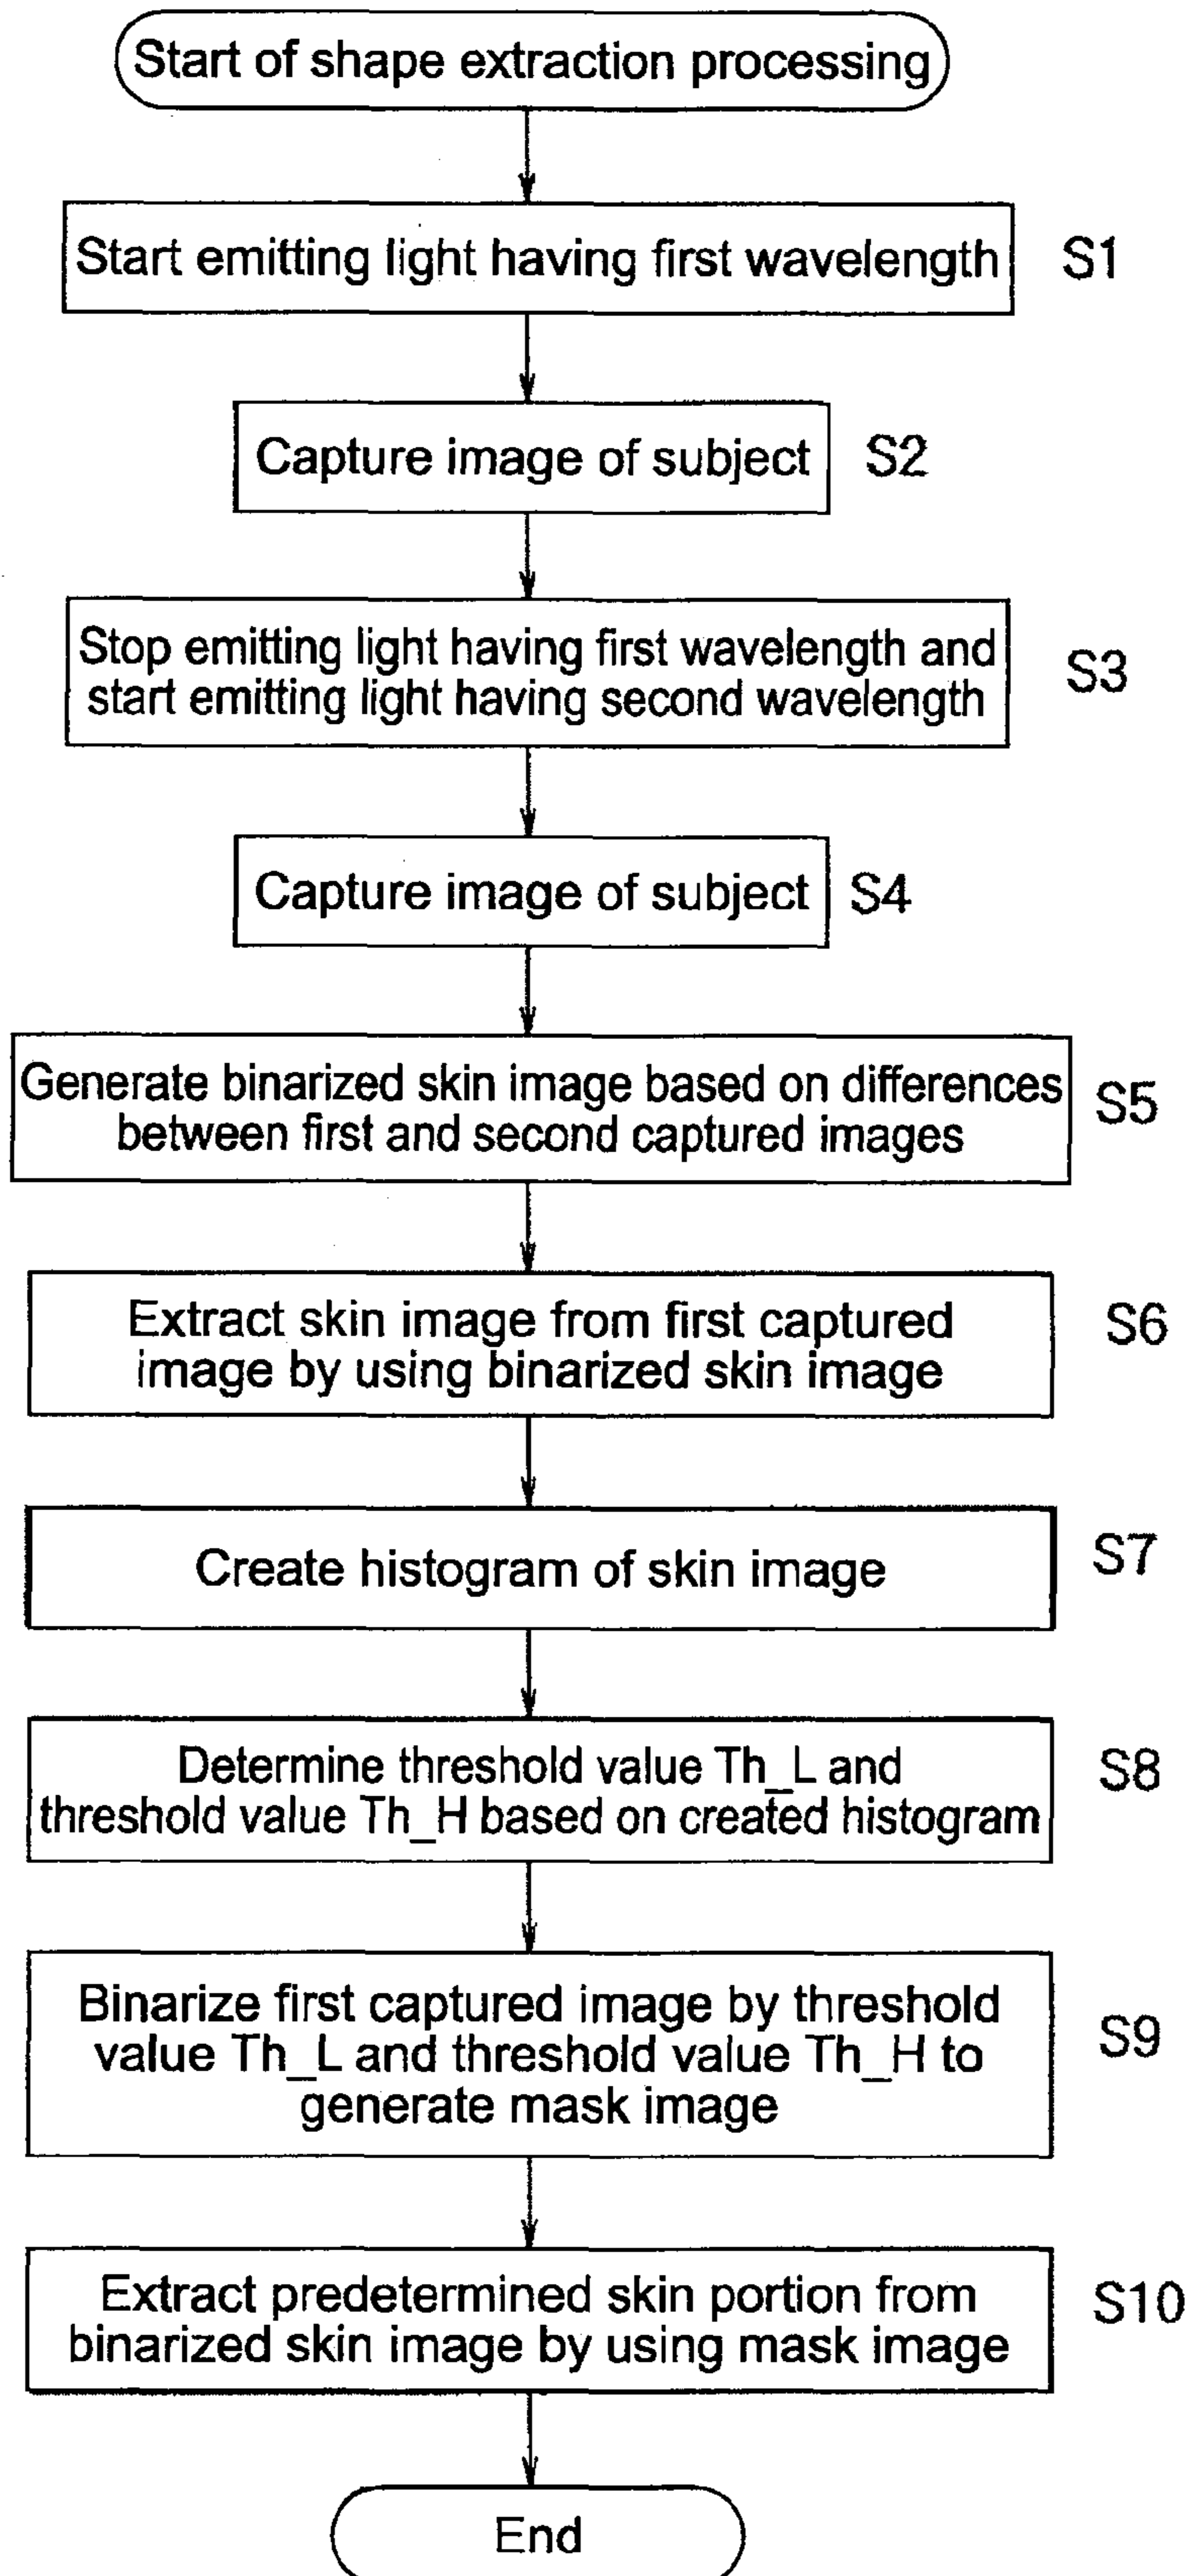 Start of shape extraction processing
Start emitting light having first wavelength
S1
Capture image of subject
S2
Stop emitting light having first wavelength and
start emitting light having second wavelength
S3
Capture image of subject
S4
Generate binarized skin image based on differences
between first and second captured images
S5
Extract skin image from first captured
image by using binarized skin image
S6
Create histogram of skin image
S7
Determine threshold value Th_L and
threshold value Th_H based on created histogram
S8
Binarize first captured image by threshold
value Th_L and threshold value Th_H to
generate mask image
S9
Extract predetermined skin portion from
binarized skin image by using mask image
S10
End